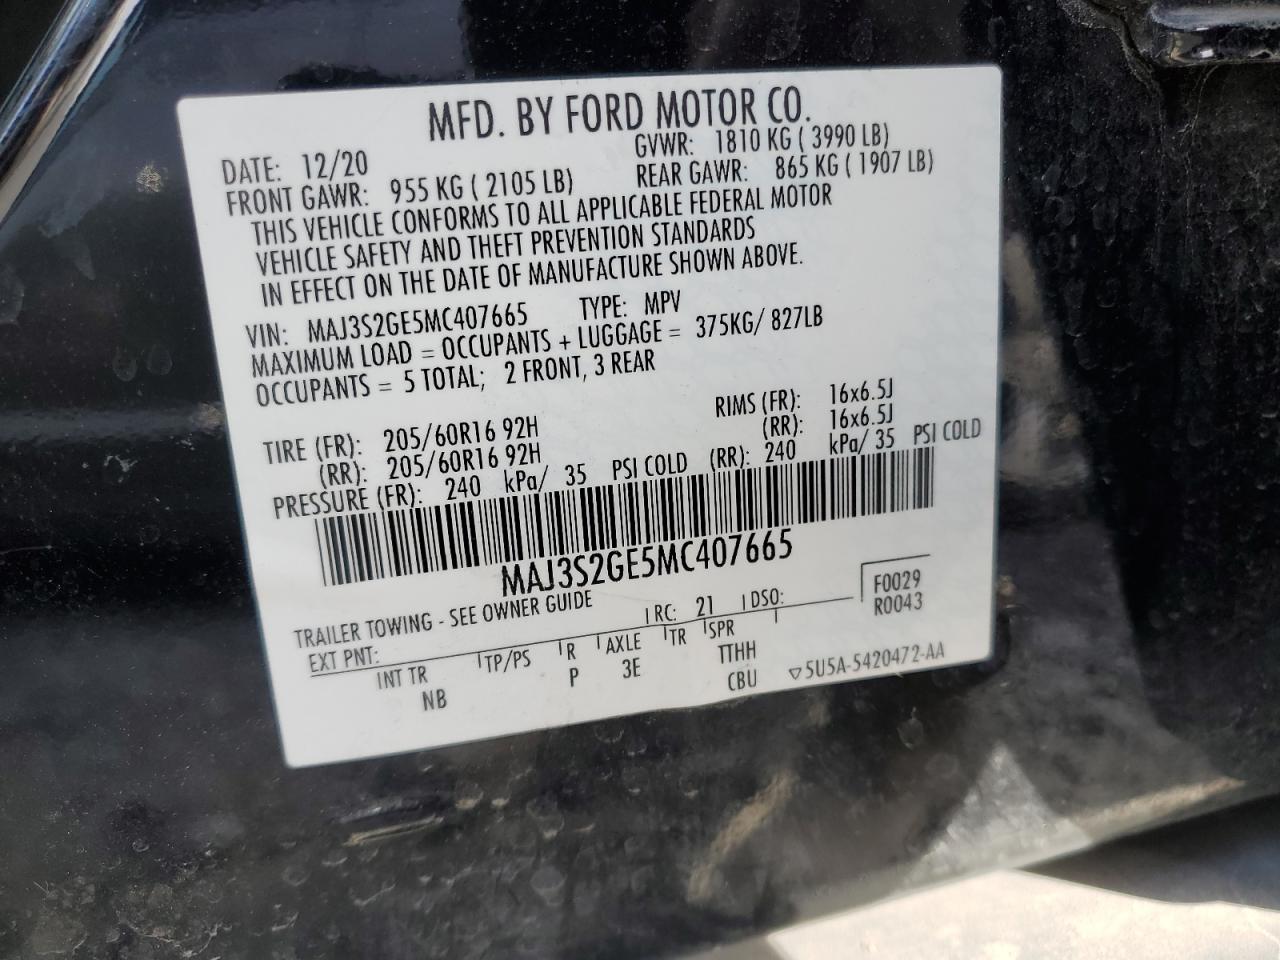 MFD. BY FORD MOTOR CO.
DATE: 12/20 GVWR: 1810 KG ( 3990 LB)
FRONT GAWR: 955 KG ( 2105 LB) REAR GAWR: 865 KG ( 1907 LB)
THIS VEHICLE CONFORMS TO ALL APPLICABLE FEDERAL MOTOR
VEHICLE SAFETY AND THEFT PREVENTION STANDARDS
IN EFFECT ON THE DATE OF MANUFACTURE SHOWN ABOVE.
VIN: MAJ3S2GE5MC407665 TYPE: MPV
MAXIMUM LOAD = OCCUPANTS + LUGGAGE = 375KG/ 827LB
OCCUPANTS = 5 TOTAL; 2 FRONT, 3 REAR
TIRE (FR): 205/60R16 92H RIMS (FR): 16x6.5J
(RR): 205/60R16 92H (RR): 16x6.5J
PRESSURE (FR): 240 kPa/ 35 PSI COLD (RR): 240 kPa/ 35 PSI COLD
MAJ3S2GE5MC407665
TRAILER TOWING - SEE OWNER GUIDE
F0029
EXT PNT: RC: 21 DSO: R0043
INT TR TP/PS R AXLE TR SPR
NB P 3E TTHH
CBU ▽5U5A-5420472-AA